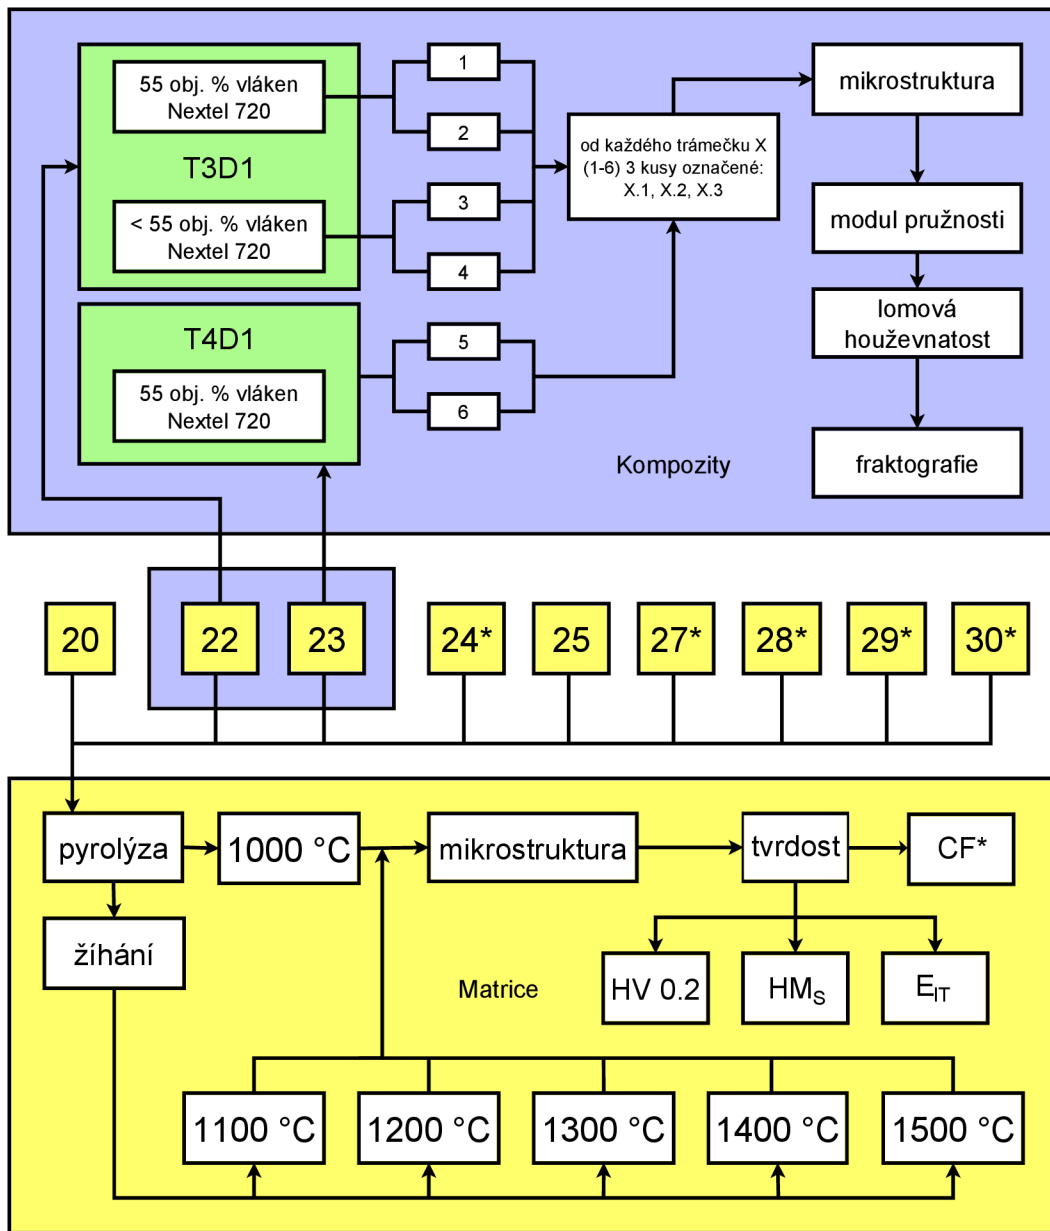 55 obj. % vláken
Nextel 720
T3D1
< 55 obj. % vláken
Nextel 720
T4D1
55 obj. % vláken
Nextel 720
1
2
3
4
5
6
od každého trámečku X
(1-6) 3 kusy označené:
X.1, X.2, X.3
mikrostruktura
modul pružnosti
lomová
houževnatost
fraktografie
Kompozity
20
22
23
24*
25
27*
28*
29*
30*
pyrolýza
1000 °C
mikrostruktura
tvrdost
CF*
žíhání
Matrice
HV 0.2
HMS
EIT
1100 °C
1200 °C
1300 °C
1400 °C
1500 °C